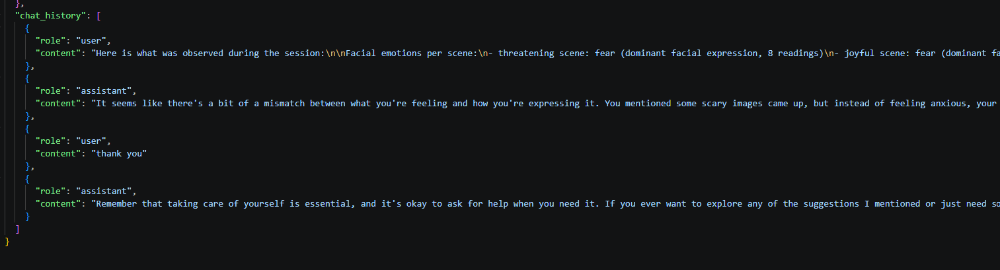 },
"chat_history": [
{
"role": "user",
"content": "Here is what was observed during the session:\n\nFacial emotions per scene:\n- threatening scene: fear (dominant facial expression, 8 readings)\n- joyful scene: fear (dominant fa
},
{
"role": "assistant",
"content": "It seems like there's a bit of a mismatch between what you're feeling and how you're expressing it. You mentioned some scary images came up, but instead of feeling anxious, your
},
{
"role": "user",
"content": "thank you"
},
{
"role": "assistant",
"content": "Remember that taking care of yourself is essential, and it's okay to ask for help when you need it. If you ever want to explore any of the suggestions I mentioned or just need so
}
]
}